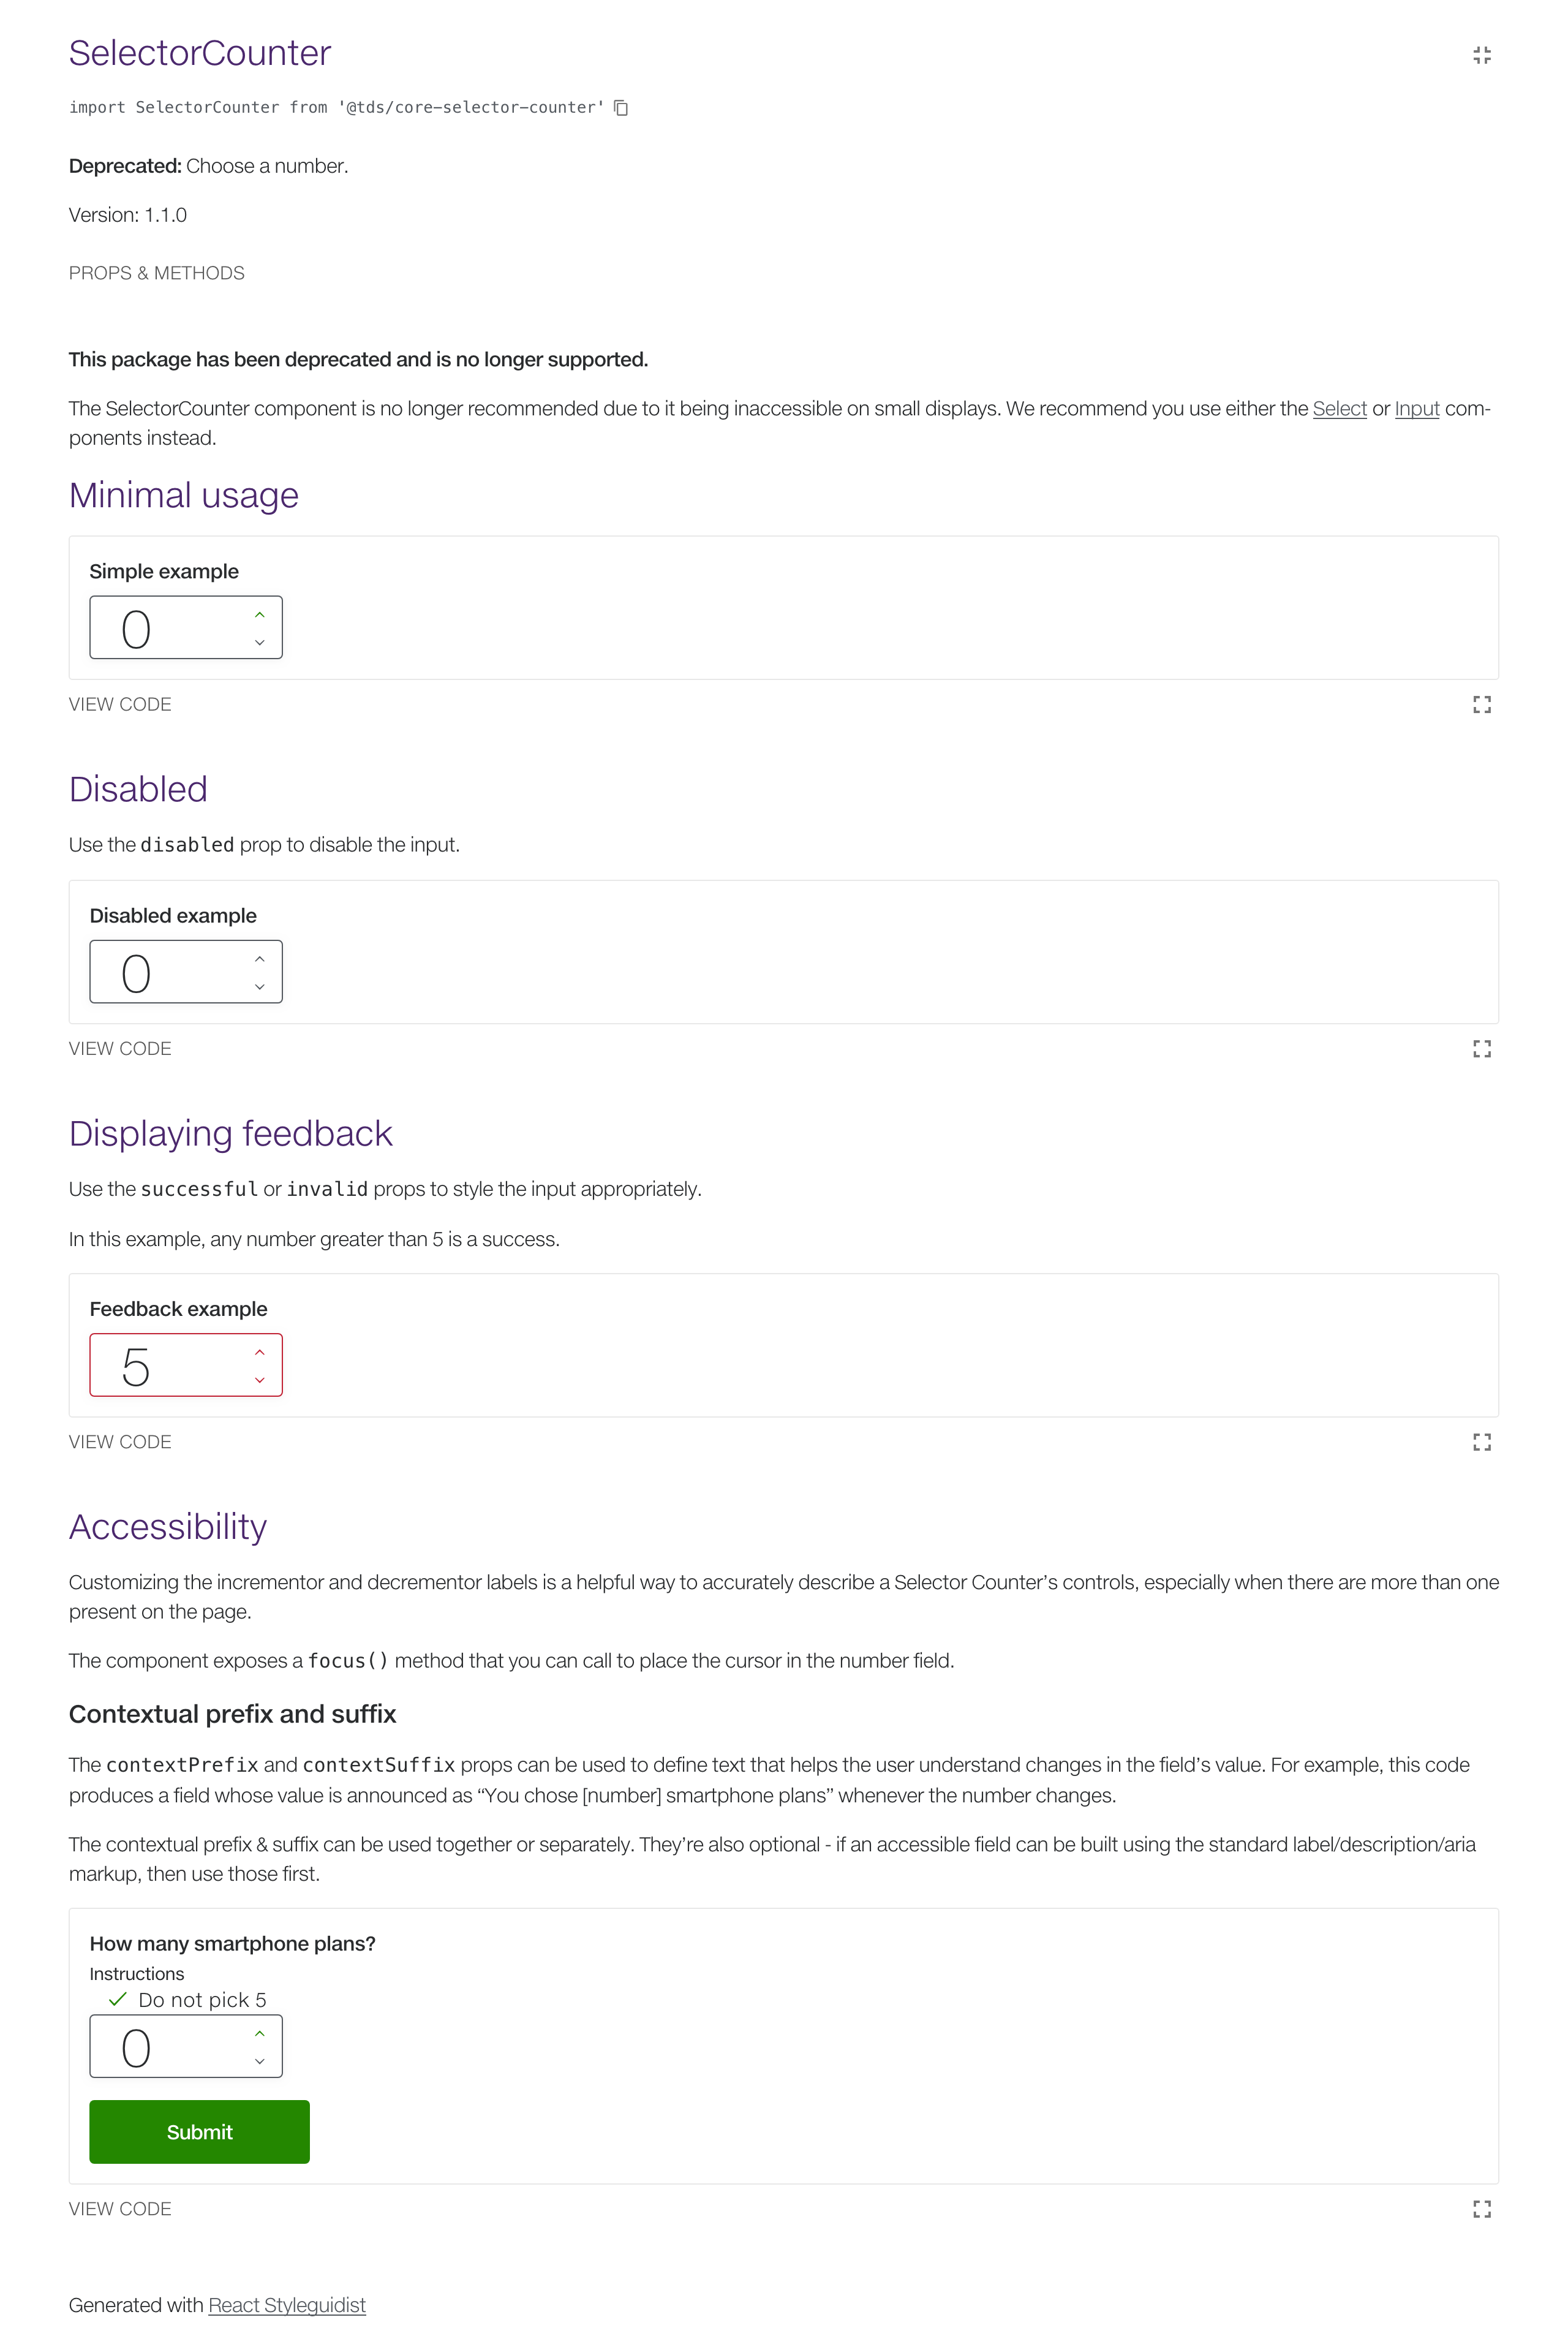 SelectorCounter
import SelectorCounter from '@tds/core-selector-counter'
Deprecated: Choose a number.
Version: 1.1.0
PROPS & METHODS
This package has been deprecated and is no longer supported.
The SelectorCounter component is no longer recommended due to it being inaccessible on small displays. We recommend you use either the Select or Input com-
ponents instead.
Minimal usage
Simple example
0
VIEW CODE
Disabled
Use the disabled prop to disable the input.
Disabled example
0
VIEW CODE
Displaying feedback
Use the successful or invalid props to style the input appropriately.
In this example, any number greater than 5 is a success.
Feedback example
5
VIEW CODE
Accessibility
Customizing the incrementor and decrementor labels is a helpful way to accurately describe a Selector Counter’s controls, especially when there are more than one
present on the page.
The component exposes a focus() method that you can call to place the cursor in the number field.
Contextual prefix and suffix
The contextPrefix and contextSuffix props can be used to define text that helps the user understand changes in the field’s value. For example, this code
produces a field whose value is announced as “You chose [number] smartphone plans” whenever the number changes.
The contextual prefix & suffix can be used together or separately. They’re also optional - if an accessible field can be built using the standard label/description/aria
markup, then use those first.
How many smartphone plans?
Instructions
Do not pick 5
0
Submit
VIEW CODE
Generated with React Styleguidist